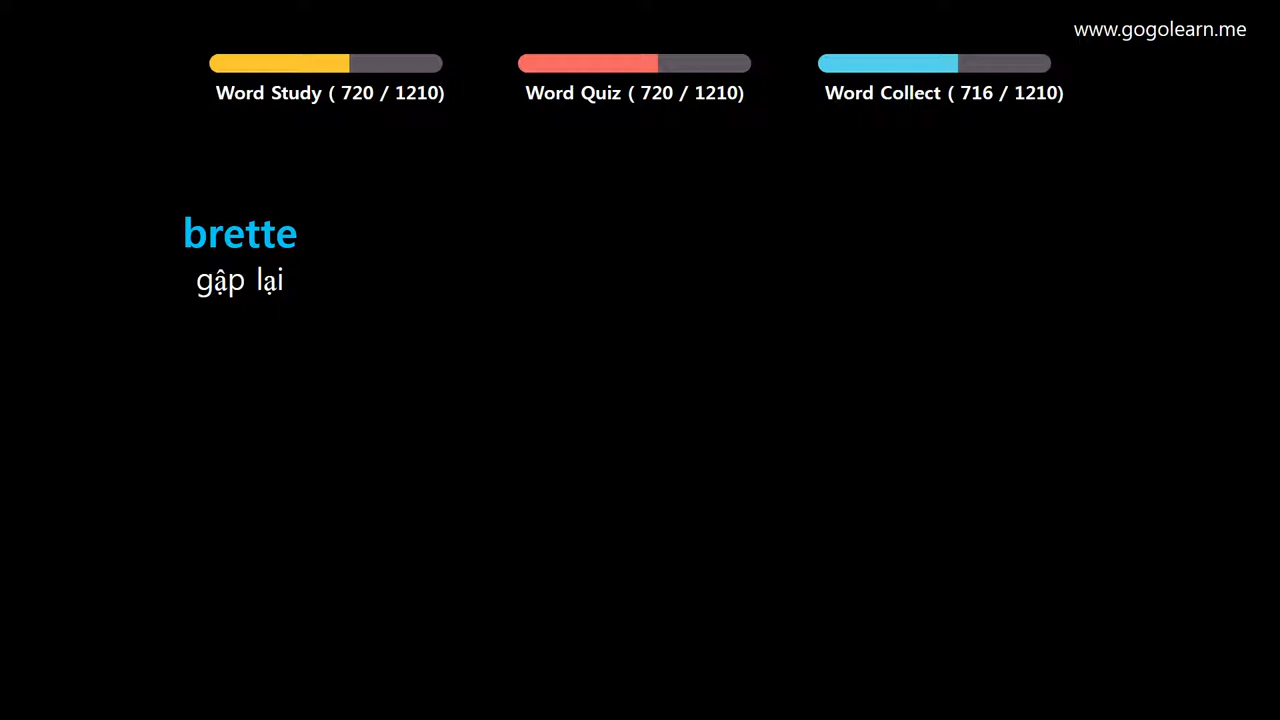 www.gogolearn.me
Word Study ( 720 / 1210)
Word Quiz ( 720 / 1210)
Word Collect ( 716 / 1210)
brette
gập lại